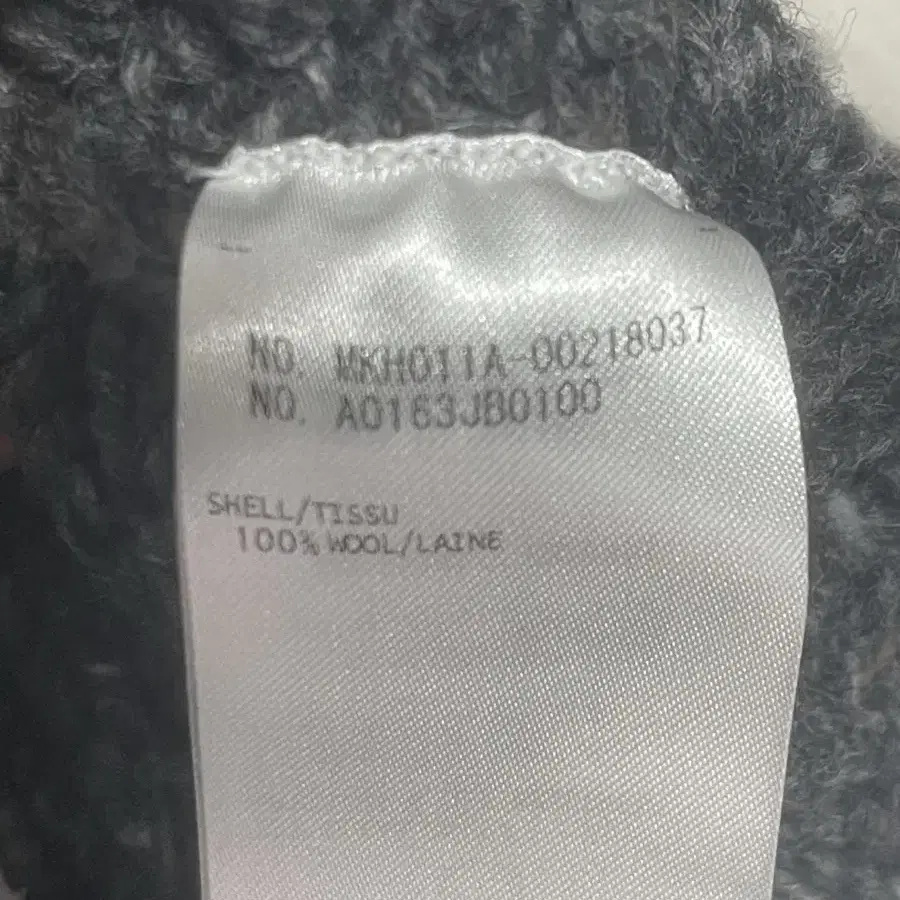 NO. MKH011A-00218037
NO. A0163JB0100
SHELL/TISSU
100% WOOL/LAINE